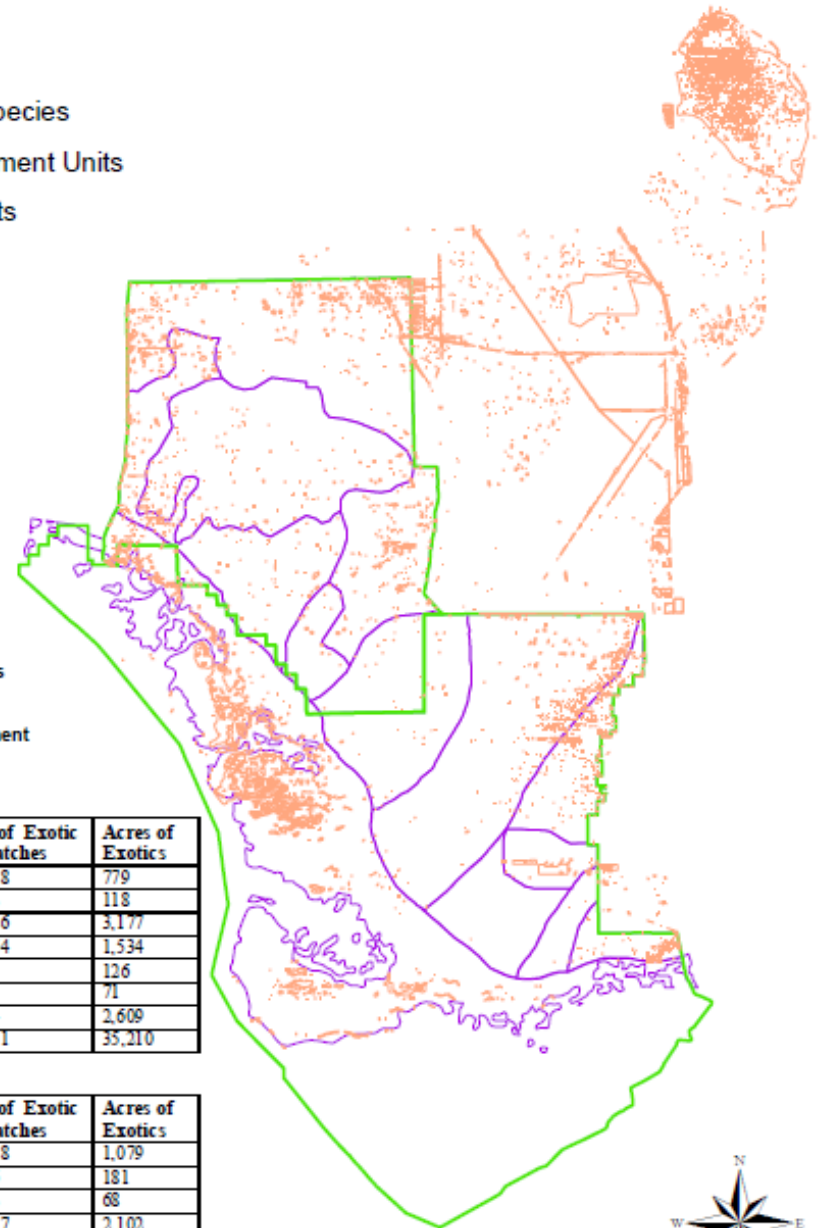 pecies
ment Units
ts
s
ent
of Exotic Acres of
atches Exotics
8 779
118
6 3,177
4 1,534
126
71
2,609
1 35,210
of Exotic Acres of
atches Exotics
8 1,079
181
68
7 2,102
N
W E